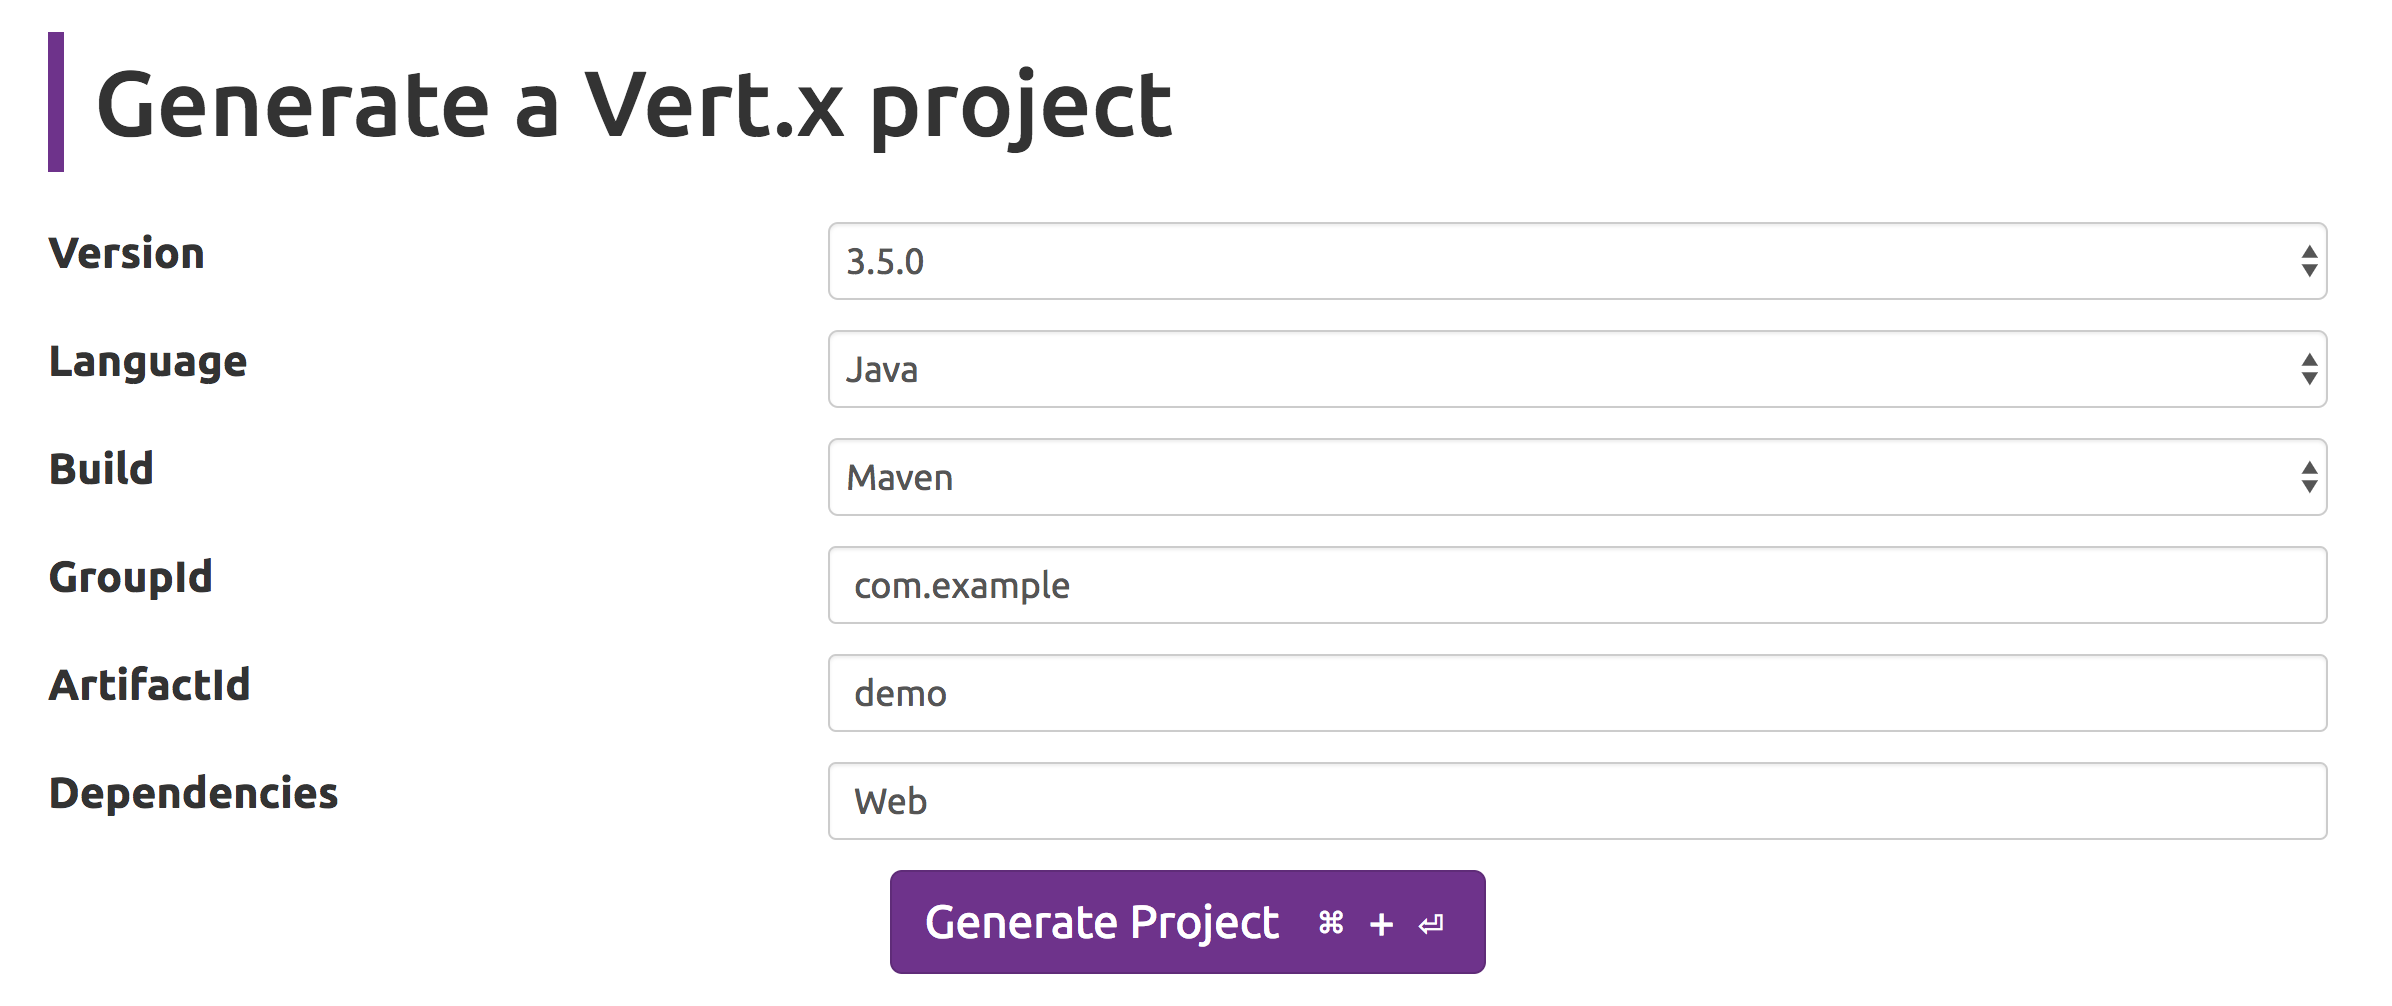 Generate a Vert.x project
Version 3.5.0
Language Java
Build Maven
GroupId com.example
ArtifactId demo
Dependencies Web
Generate Project ⌘ + ⏎